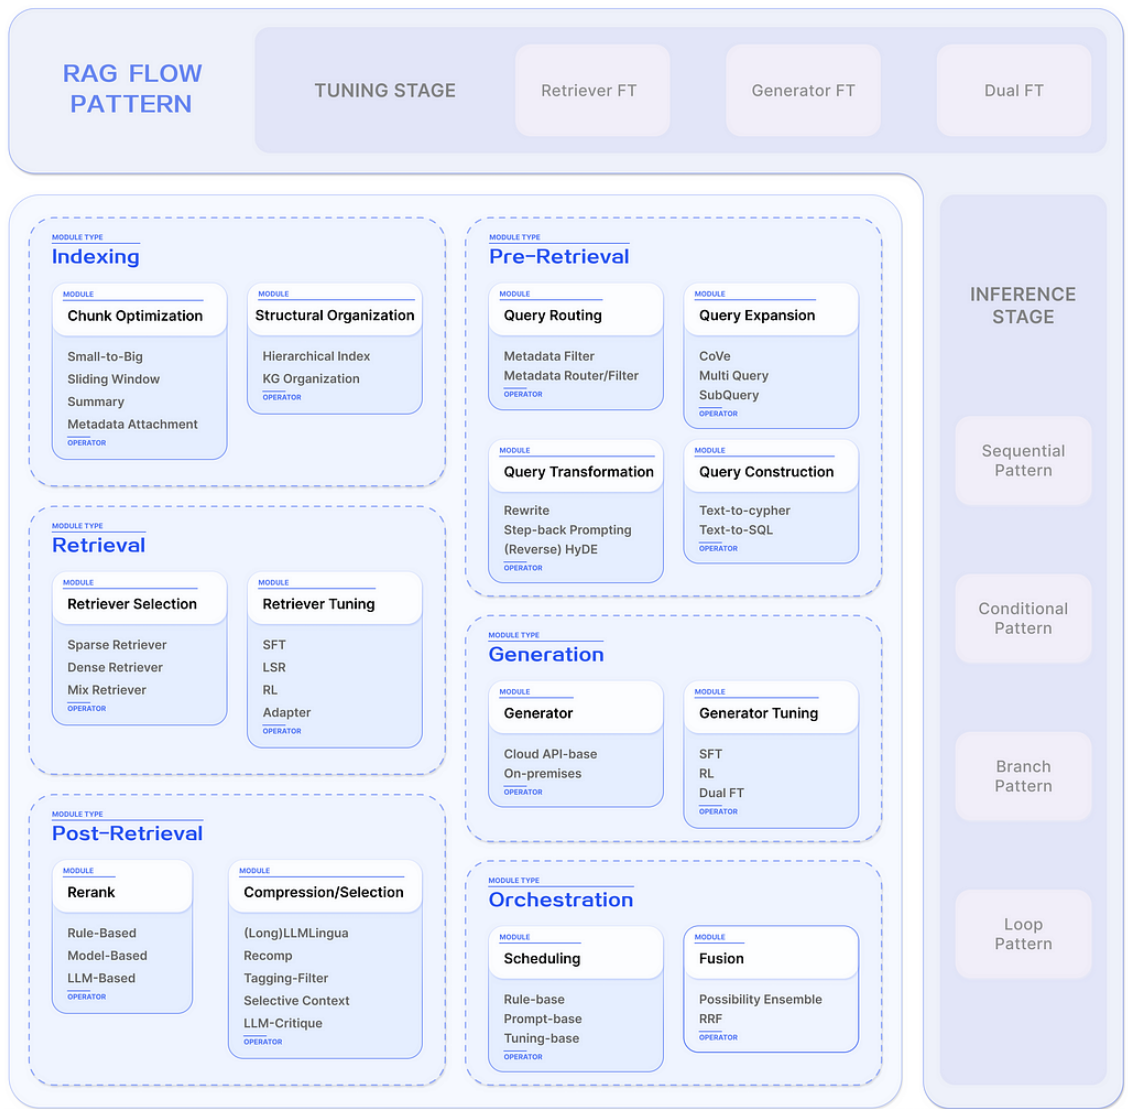 RAG FLOW
PATTERN
TUNING STAGE
Retriever FT
Generator FT
Dual FT
MODULE TYPE
Indexing
MODULE
Chunk Optimization
Small-to-Big
Sliding Window
Summary
Metadata Attachment
OPERATOR
MODULE
Structural Organization
Hierarchical Index
KG Organization
OPERATOR
MODULE TYPE
Pre-Retrieval
MODULE
Query Routing
Metadata Filter
Metadata Router/Filter
OPERATOR
MODULE
Query Expansion
CoVe
Multi Query
SubQuery
OPERATOR
MODULE
Query Transformation
Rewrite
Step-back Prompting
(Reverse) HyDE
OPERATOR
MODULE
Query Construction
Text-to-cypher
Text-to-SQL
OPERATOR
MODULE TYPE
Retrieval
MODULE
Retriever Selection
Sparse Retriever
Dense Retriever
Mix Retriever
OPERATOR
MODULE
Retriever Tuning
SFT
LSR
RL
Adapter
OPERATOR
MODULE TYPE
Generation
MODULE
Generator
Cloud API-base
On-premises
OPERATOR
MODULE
Generator Tuning
SFT
RL
Dual FT
OPERATOR
MODULE TYPE
Post-Retrieval
MODULE
Rerank
Rule-Based
Model-Based
LLM-Based
OPERATOR
MODULE
Compression/Selection
(Long)LLMLingua
Recomp
Tagging-Filter
Selective Context
LLM-Critique
OPERATOR
MODULE TYPE
Orchestration
MODULE
Scheduling
Rule-base
Prompt-base
Tuning-base
OPERATOR
MODULE
Fusion
Possibility Ensemble
RRF
OPERATOR
INFERENCE
STAGE
Sequential
Pattern
Conditional
Pattern
Branch
Pattern
Loop
Pattern